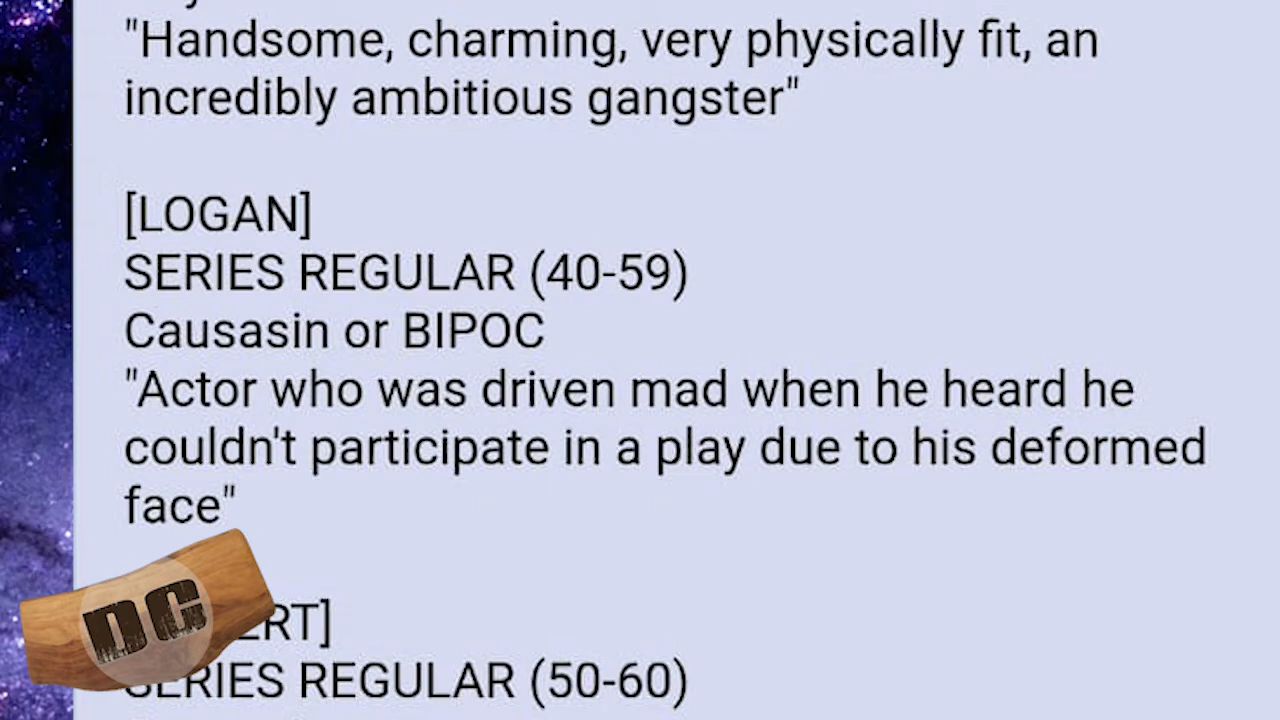 "Handsome, charming, very physically fit, an
incredibly ambitious gangster"
[LOGAN]
SERIES REGULAR (40-59)
Causasin or BIPOC
"Actor who was driven mad when he heard he
couldn't participate in a play due to his deformed
face"
DC
SERIES REGULAR (50-60)